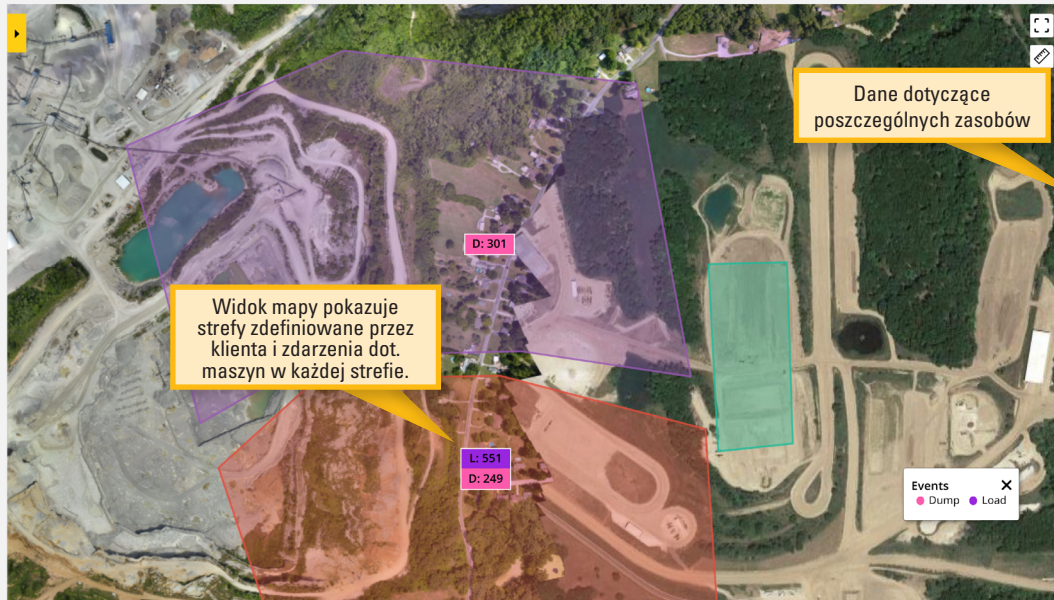 Dane dotyczące
poszczególnych zasobów
D: 301
Widok mapy pokazuje
strefy zdefiniowane przez
klienta i zdarzenia dot.
maszyn w każdej strefie.
L: 551
D: 249
Events
Dump Load